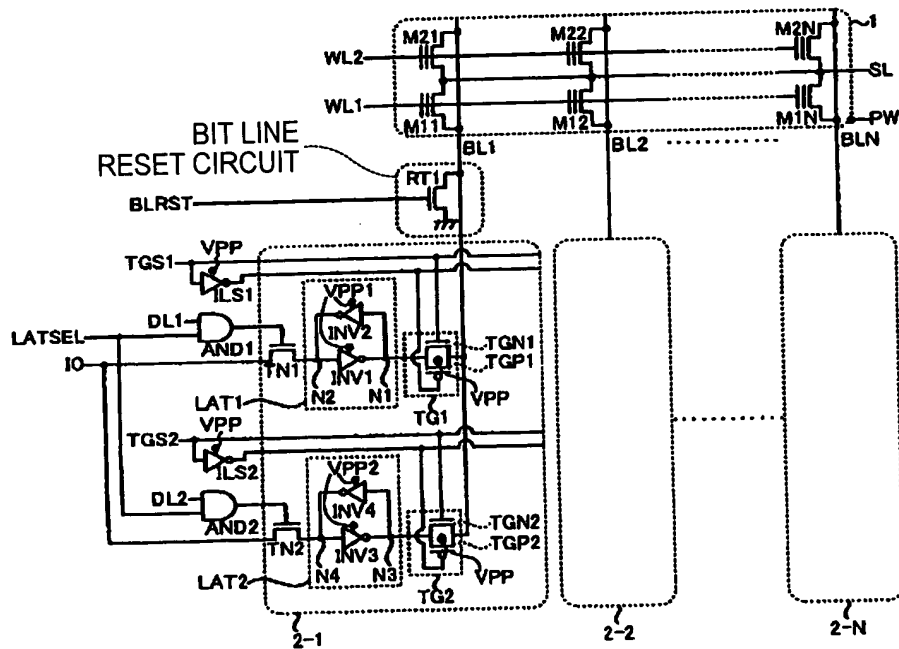 M21 M22 M2N 1
WL2
SL
WL1
M11 M12 M1N PW
BIT LINE
RESET CIRCUIT
BL1 BL2 BLN
RT1
BLRST
VPP
TGS1
ILS1
VPP1
DL1
INV2
LATSEL
AND1
TGN1
TGP1
IO
TN1 INV1
N2 N1 VPP
LAT1
TG1
VPP
TGS2
ILS2
VPP2
DL2
INV4
AND2
TGN2
TGP2
TN2 INV3
N4 N3 VPP
LAT2
TG2
2-1 2-2 2-N